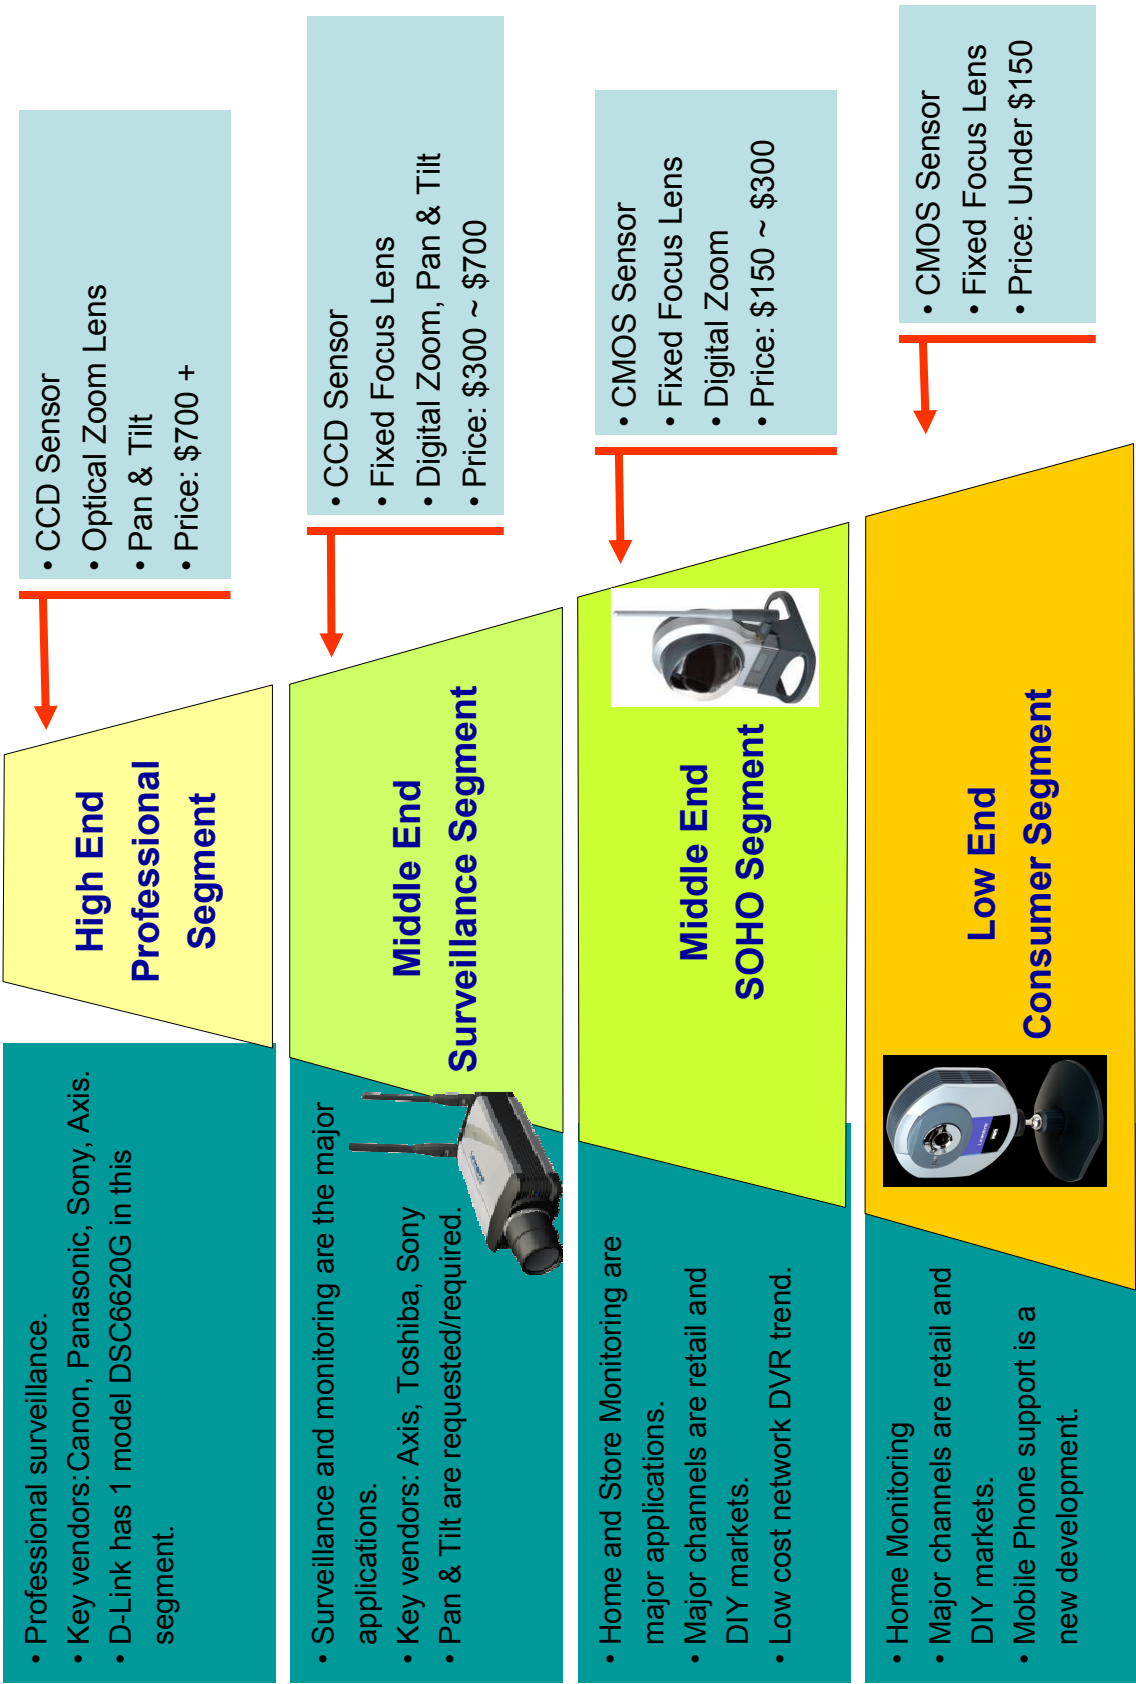 • Professional surveillance.
• Key vendors:Canon, Panasonic, Sony, Axis.
• D-Link has 1 model DSC6620G in this
segment.
High End
Professional
Segment
• CCD Sensor
• Optical Zoom Lens
• Pan & Tilt
• Price: $700 +
• Surveillance and monitoring are the major
applications.
• Key vendors: Axis, Toshiba, Sony
• Pan & Tilt are requested/required.
Middle End
Surveillance Segment
• CCD Sensor
• Fixed Focus Lens
• Digital Zoom, Pan & Tilt
• Price: $300 ~ $700
• Home and Store Monitoring are
major applications.
• Major channels are retail and
DIY markets.
• Low cost network DVR trend.
Middle End
SOHO Segment
• CMOS Sensor
• Fixed Focus Lens
• Digital Zoom
• Price: $150 ~ $300
• Home Monitoring
• Major channels are retail and
DIY markets.
• Mobile Phone support is a
new development.
Low End
Consumer Segment
• CMOS Sensor
• Fixed Focus Lens
• Price: Under $150